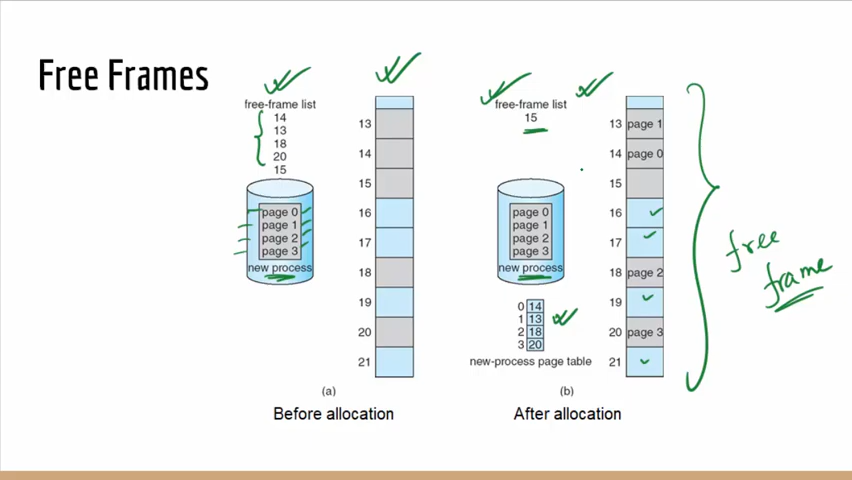 Free Frames
free-frame list
14
13
18
20
15
page 0
page 1
page 2
page 3
new process
13
14
15
16
17
18
19
20
21
(a)
Before allocation
free-frame list
15
page 0
page 1
page 2
page 3
new process
0 14
1 13
2 18
3 20
new-process page table
13 page 1
14 page 0
15
16
17
18 page 2
19
20 page 3
21
(b)
After allocation
free
frame